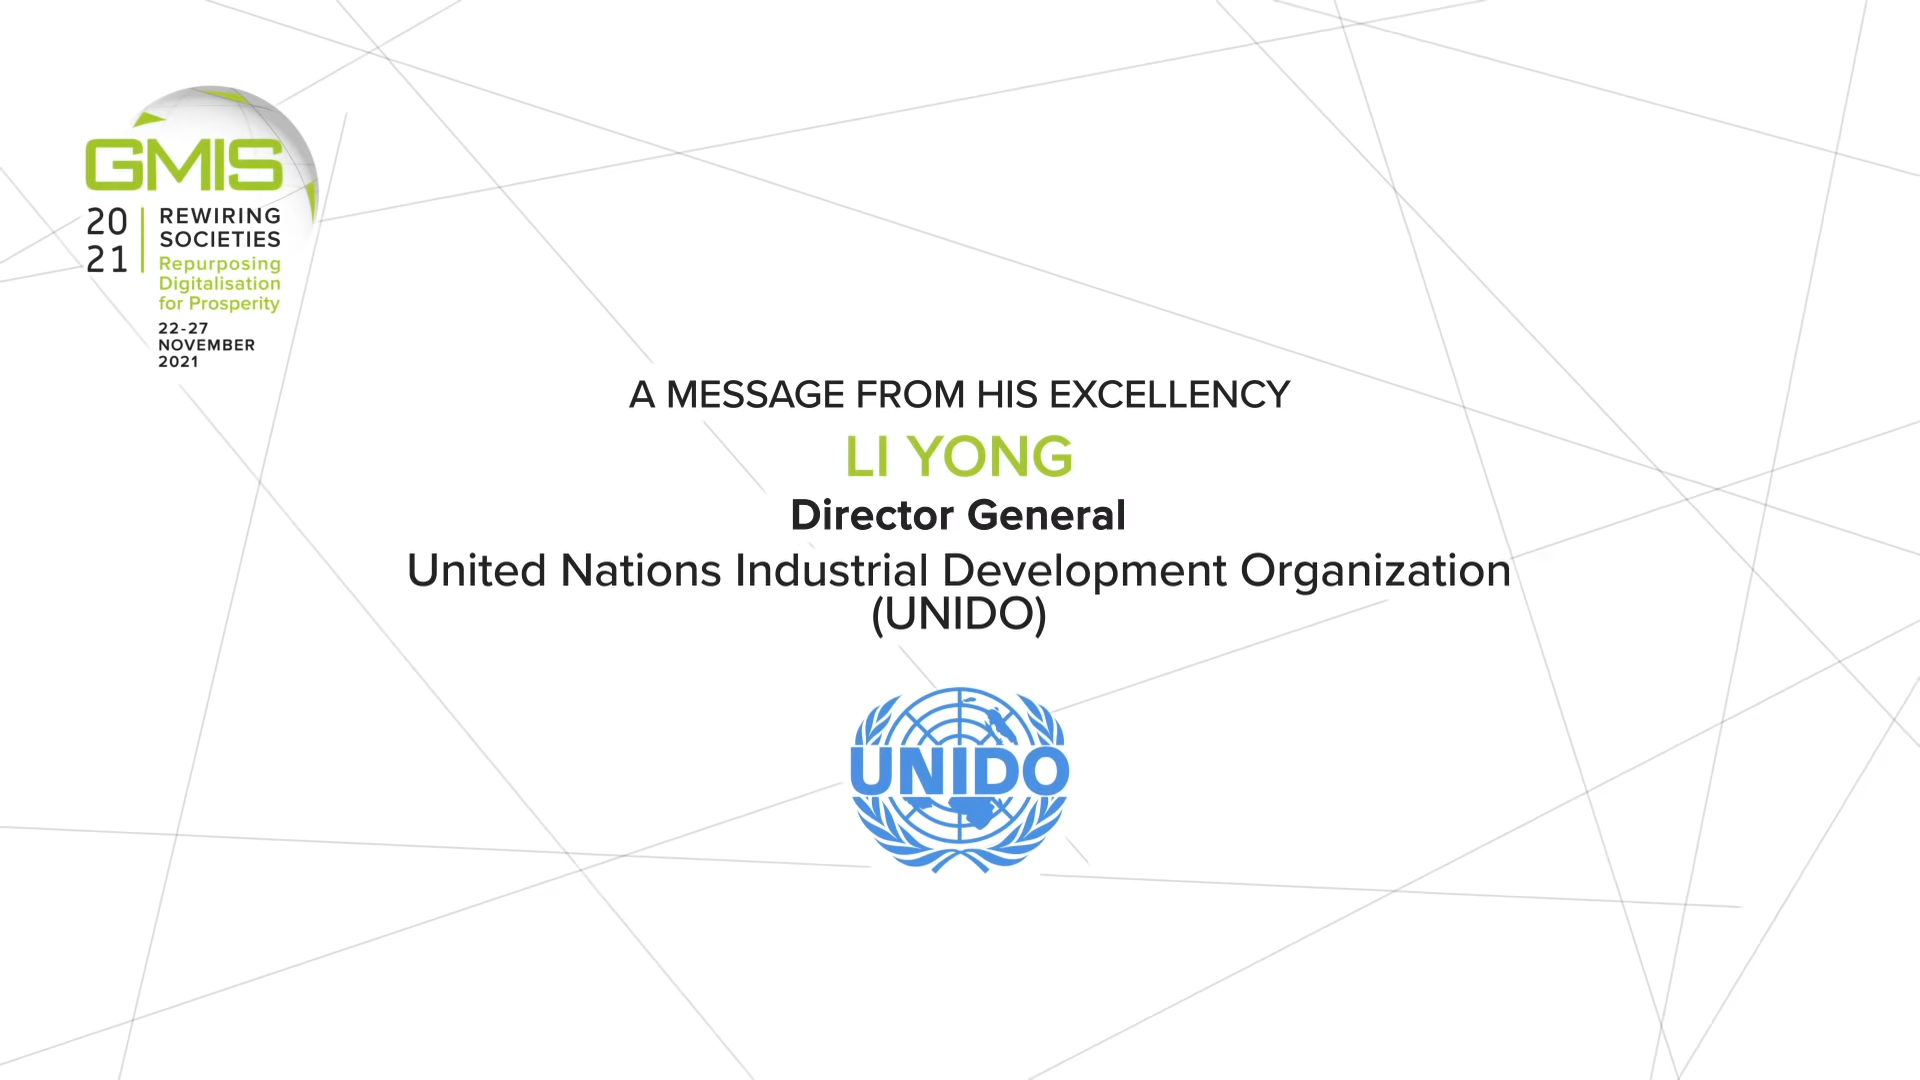 GMIS
20
21
REWIRING
SOCIETIES
Repurposing
Digitalisation
for Prosperity
22-27
NOVEMBER
2021
A MESSAGE FROM HIS EXCELLENCY
LI YONG
Director General
United Nations Industrial Development Organization
(UNIDO)
UNIDO